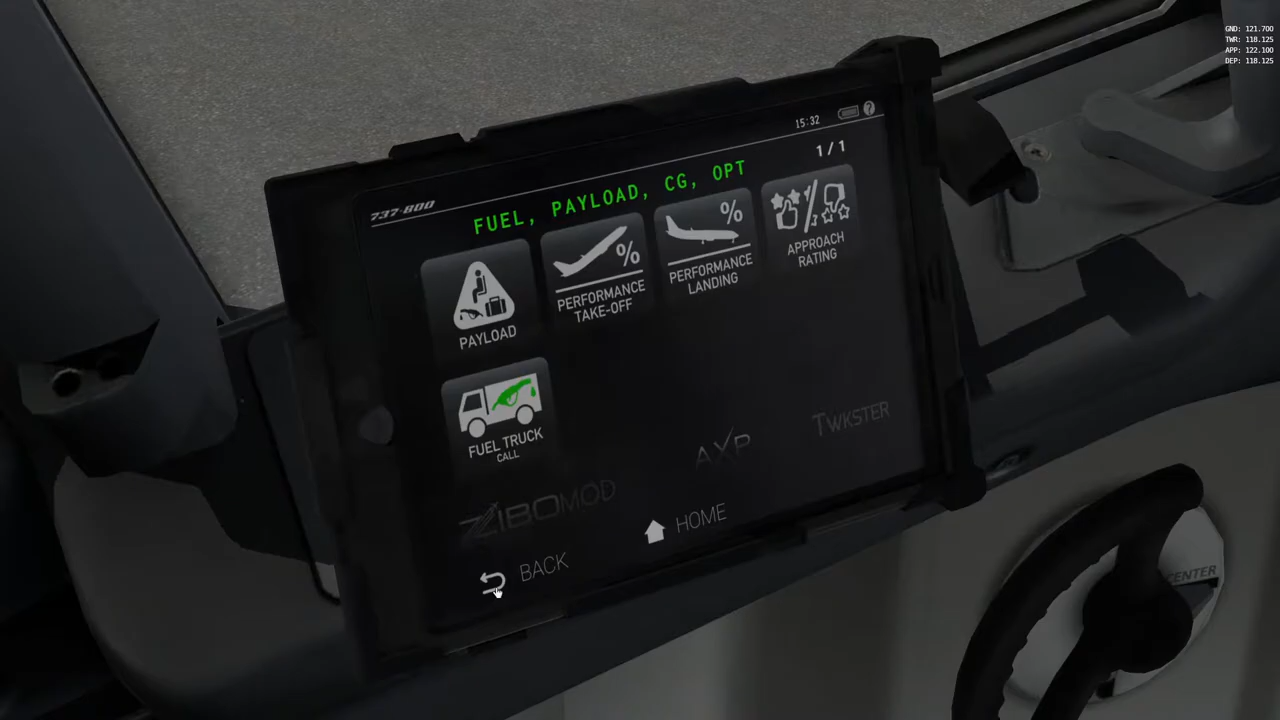 GND: 121.700
TWR: 118.125
APP: 122.100
DEP: 118.125
15:32
?
737-800
FUEL, PAYLOAD, CG, OPT
1/1
PAYLOAD
%
PERFORMANCE
TAKE-OFF
%
PERFORMANCE
LANDING
APPROACH
RATING
FUEL TRUCK
CALL
ZIBOMOD
AXP
TWKSTER
BACK
HOME
CENTER